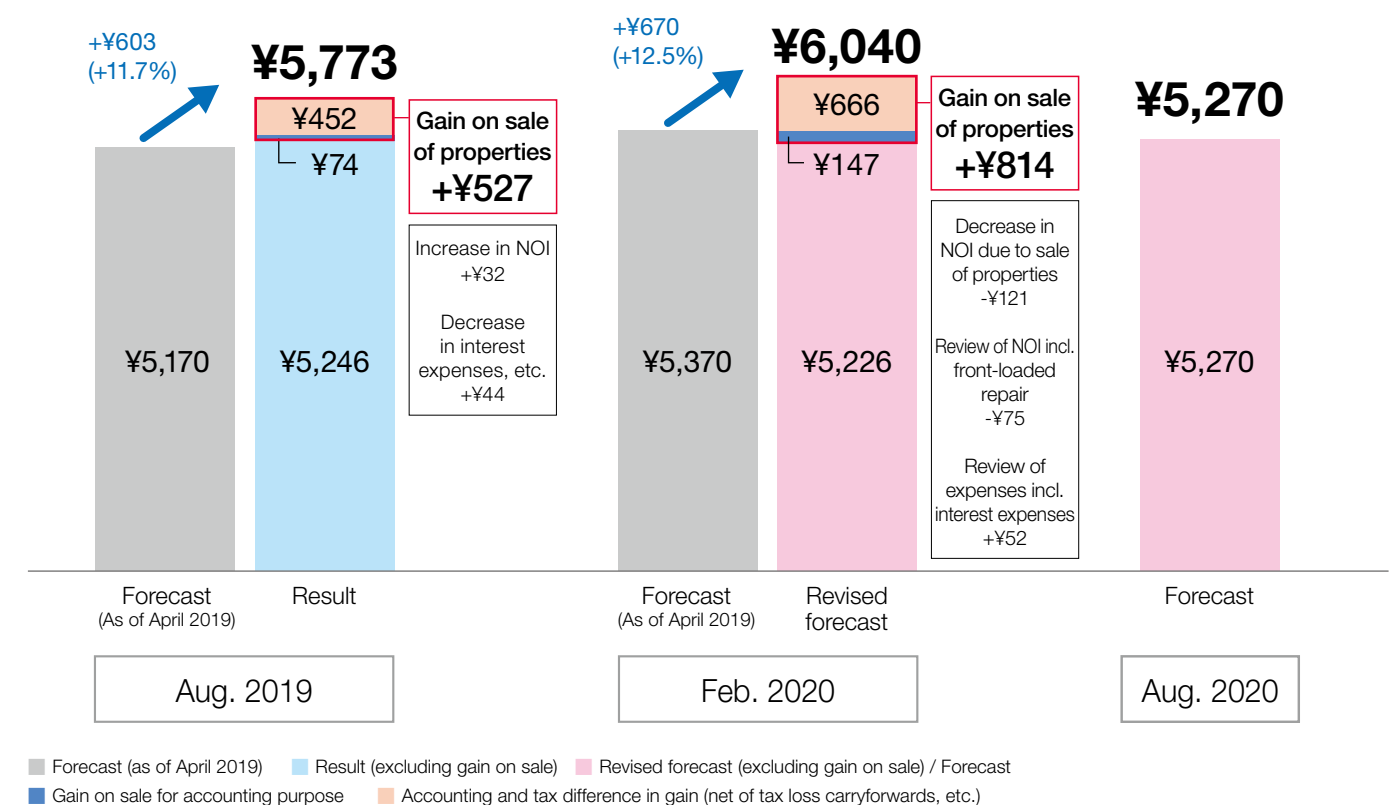 +¥603
(+11.7%)
¥5,773
¥452
¥74
Gain on sale
of properties
+¥527
Increase in NOI
+¥32
Decrease
in interest
expenses, etc.
+¥44
¥5,170
¥5,246
+¥670
(+12.5%)
¥6,040
¥666
¥147
Gain on sale
of properties
+¥814
Decrease in
NOI due to sale
of properties
-¥121
Review of NOI incl.
front-loaded
repair
-¥75
Review of
expenses incl.
interest expenses
+¥52
¥5,370
¥5,226
¥5,270
¥5,270
Forecast
(As of April 2019)
Result
Forecast
(As of April 2019)
Revised
forecast
Forecast
Aug. 2019
Feb. 2020
Aug. 2020
Forecast (as of April 2019)
Result (excluding gain on sale)
Revised forecast (excluding gain on sale) / Forecast
Gain on sale for accounting purpose
Accounting and tax difference in gain (net of tax loss carryforwards, etc.)